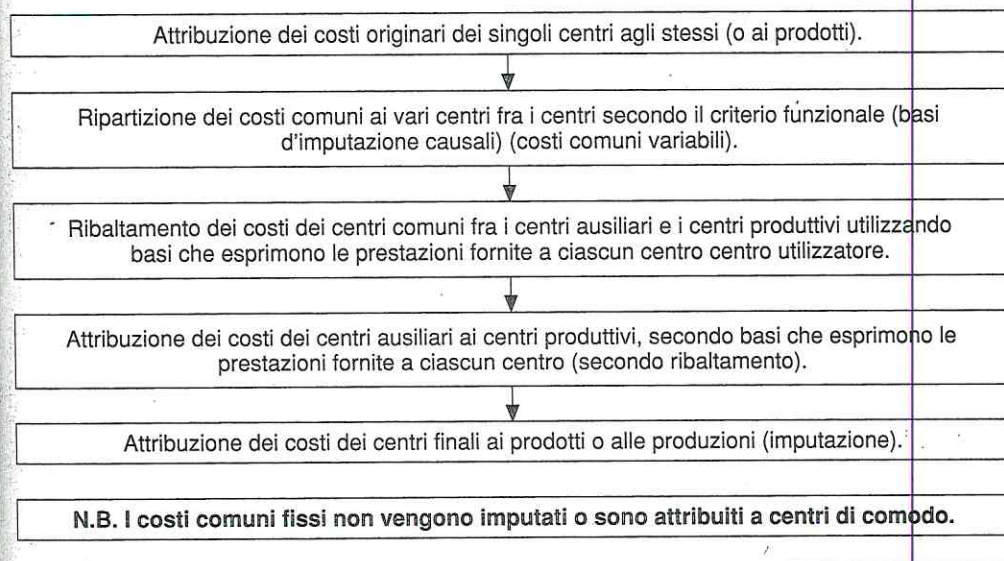 Attribuzione dei costi originari dei singoli centri agli stessi (o ai prodotti).
Ripartizione dei costi comuni ai vari centri fra i centri secondo il criterio funzionale (basi
d'imputazione causali) (costi comuni variabili).
Ribaltamento dei costi dei centri comuni fra i centri ausiliari e i centri produttivi utilizzando
basi che esprimono le prestazioni fornite a ciascun centro centro utilizzatore.
Attribuzione dei costi dei centri ausiliari ai centri produttivi, secondo basi che esprimono le
prestazioni fornite a ciascun centro (secondo ribaltamento).
Attribuzione dei costi dei centri finali ai prodotti o alle produzioni (imputazione).
N.B. I costi comuni fissi non vengono imputati o sono attribuiti a centri di comodo.